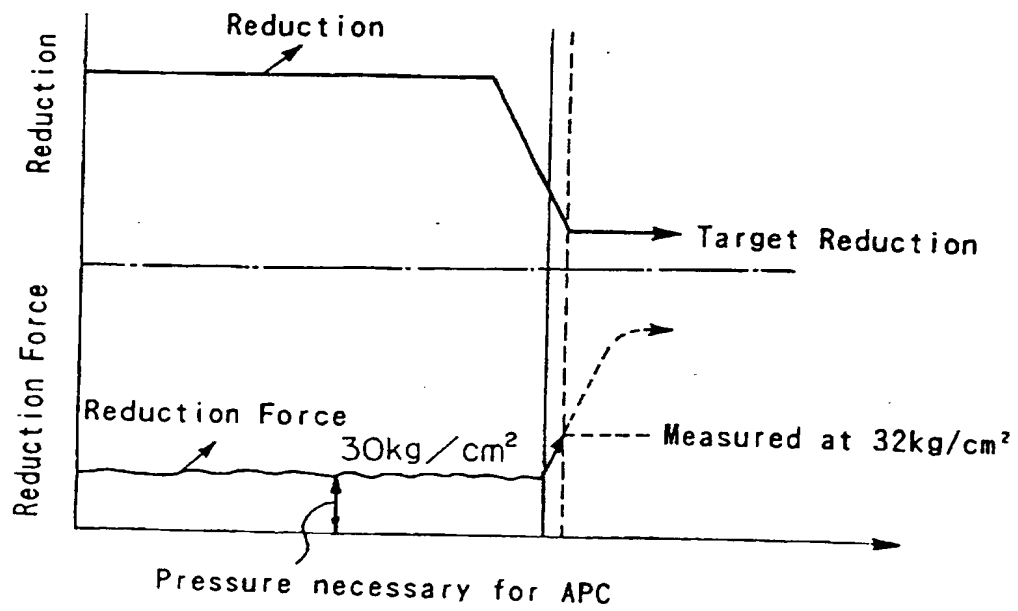 Reduction
Reduction
Target Reduction
Reduction Force
Reduction Force
30kg/cm²
Measured at 32kg/cm²
Pressure necessary for APC